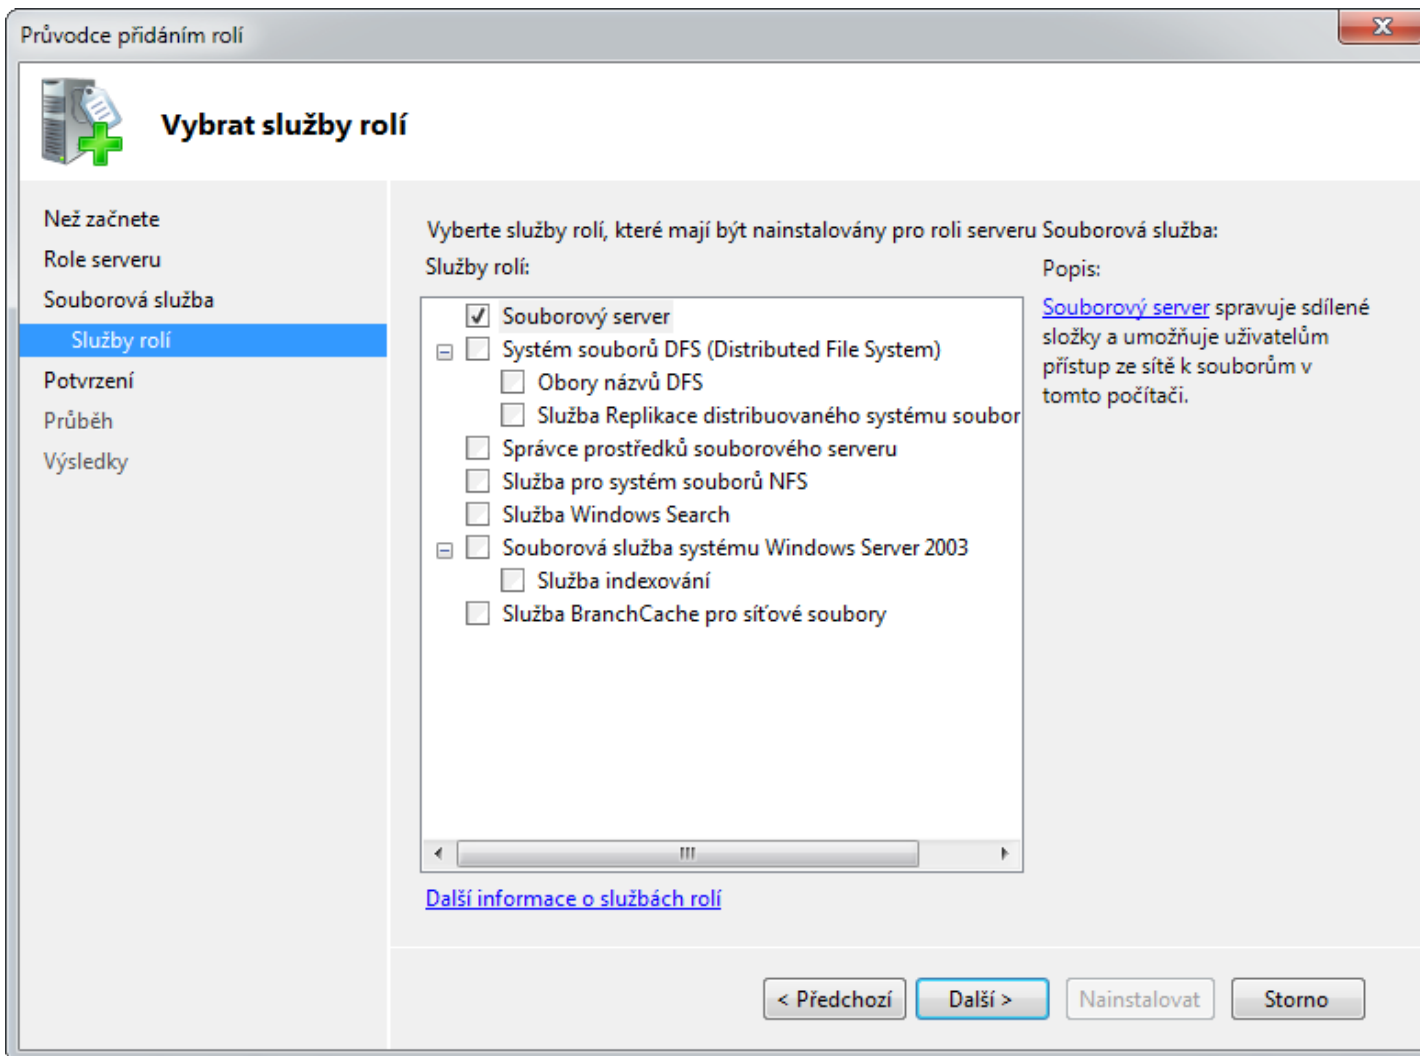 Průvodce přidáním rolí
Vybrat služby rolí
Než začnete
Role serveru
Souborová služba
Služby rolí
Potvrzení
Průběh
Výsledky
Vyberte služby rolí, které mají být nainstalovány pro roli serveru Souborová služba:
Služby rolí:
Souborový server
Systém souborů DFS (Distributed File System)
Obory názvů DFS
Služba Replikace distribuovaného systému soubor
Správce prostředků souborového serveru
Služba pro systém souborů NFS
Služba Windows Search
Souborová služba systému Windows Server 2003
Služba indexování
Služba BranchCache pro síťové soubory
Další informace o službách rolí
Popis:
Souborový server spravuje sdílené
složky a umožňuje uživatelům
přístup ze sítě k souborům v
tomto počítači.
< Předchozí
Další >
Nainstalovat
Storno